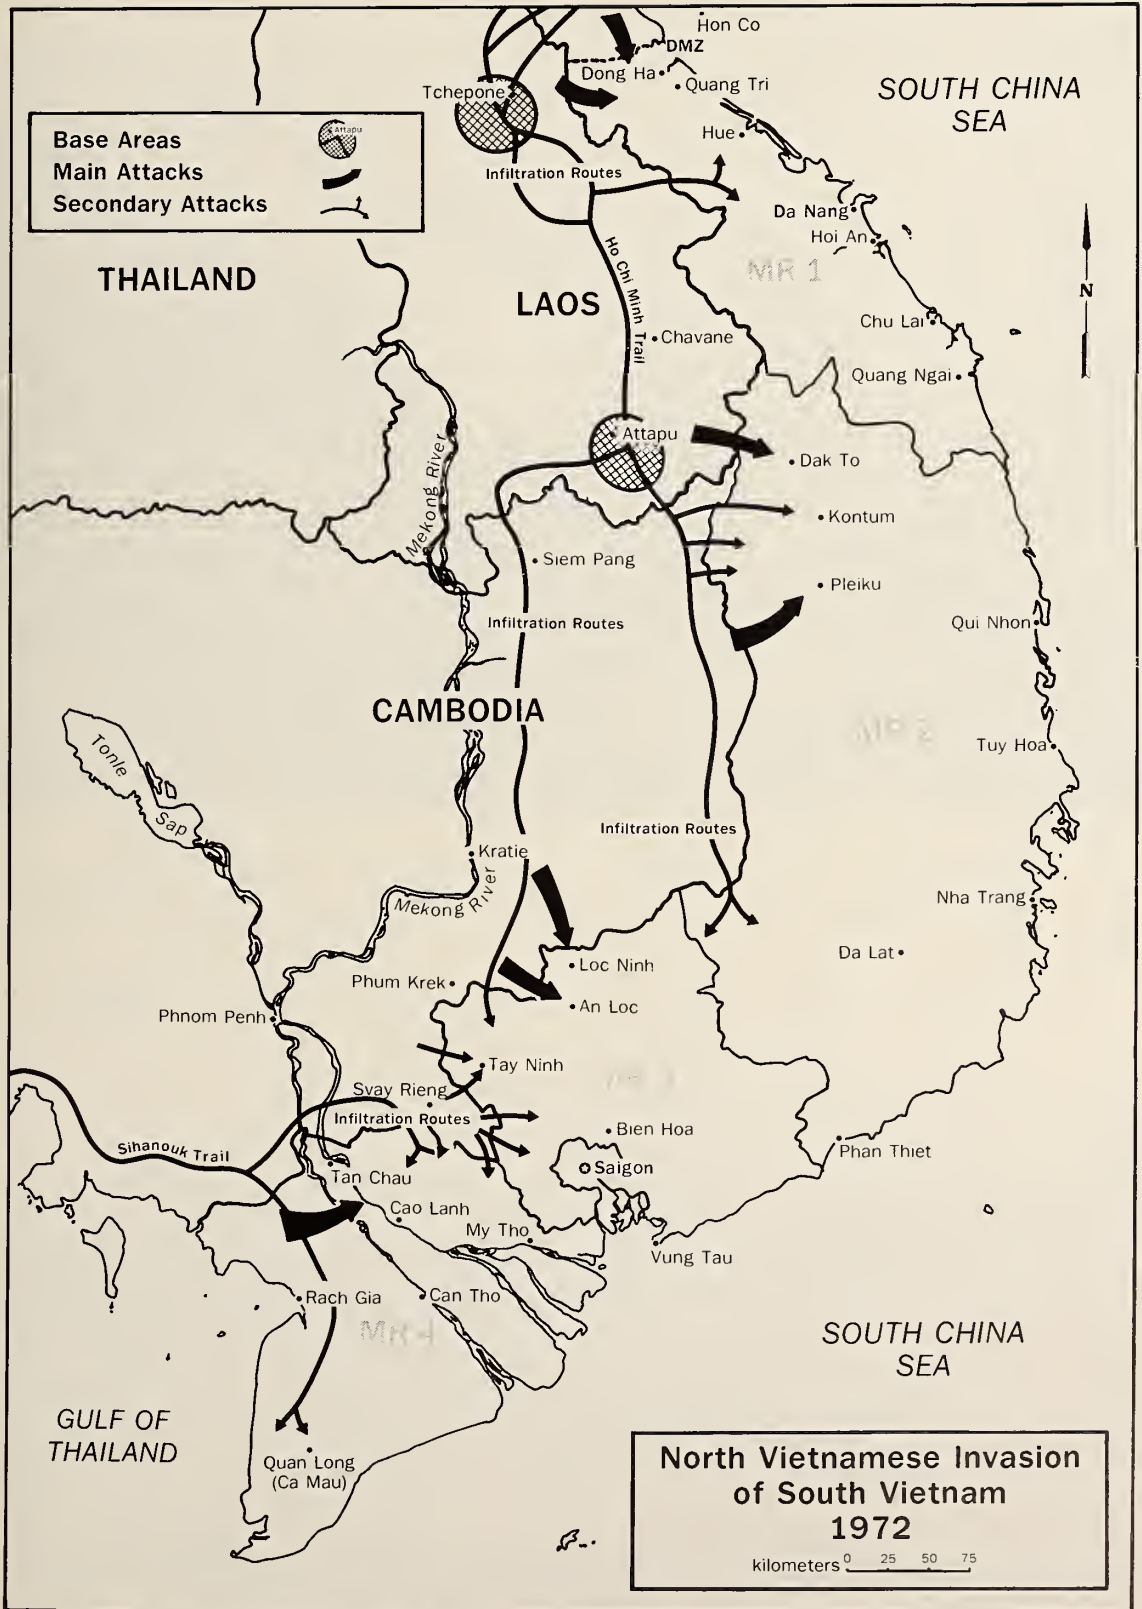 Hon Co
DMZ
Dong Ha
Quang Tri
SOUTH CHINA
SEA
Tchepone
Hue
Base Areas
Attapu
Main Attacks
Secondary Attacks
Infiltration Routes
Da Nang
Hoi An
THAILAND
LAOS
Ho Chi Minh Trail
MR 1
N
Chu Lai
Chavane
Quang Ngai
Attapu
Dak To
Mekong River
Kontum
Siem Pang
Pleiku
Infiltration Routes
Qui Nhon
CAMBODIA
MR 2
Tuy Hoa
Tonle
Sap
Infiltration Routes
Kratie
Mekong River
Nha Trang
Da Lat
Loc Ninh
Phum Krek
An Loc
Phnom Penh
Tay Ninh
Svay Rieng
Infiltration Routes
Bien Hoa
Sihanouk Trail
Phan Thiet
Saigon
Tan Chau
Cao Lanh
My Tho
Vung Tau
Rach Gia
Can Tho
MR 4
SOUTH CHINA
SEA
GULF OF
THAILAND
Quan Long
(Ca Mau)
North Vietnamese Invasion
of South Vietnam
1972
kilometers 0 25 50 75